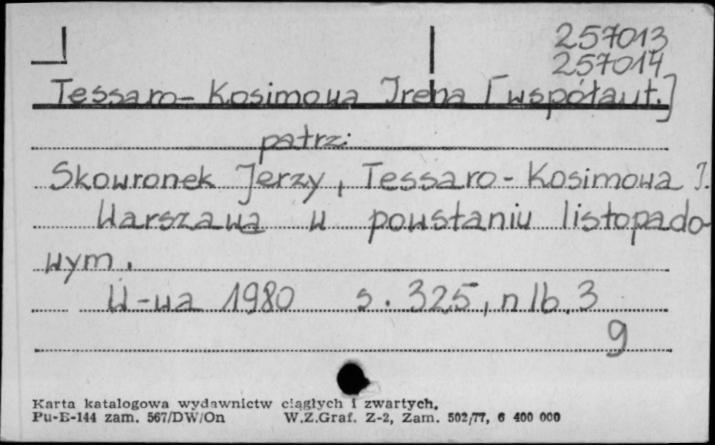 257013
257014
Tessaro-Kosimowa Irena [współaut.]
patrz:
Skowronek Jerzy, Tessaro-Kosimowa I.
Warszawa w powstaniu listopado-
wym.
W-wa 1980 s. 325, nlb. 3
g
Karta katalogowa wydawnictw ciągłych i zwartych.
Pu-E-144 zam. 567/DW/On W.Z.Graf. Z-2, Zam. 502/77, 6 400 000